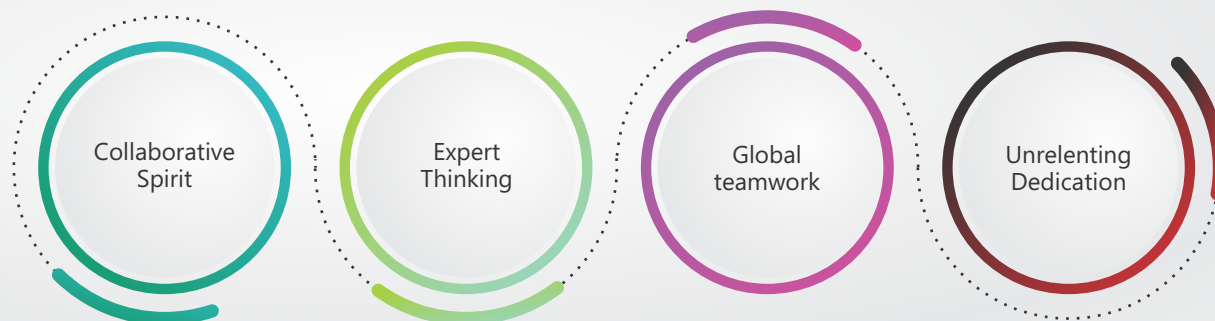 Collaborative
Spirit
Expert
Thinking
Global
teamwork
Unrelenting
Dedication